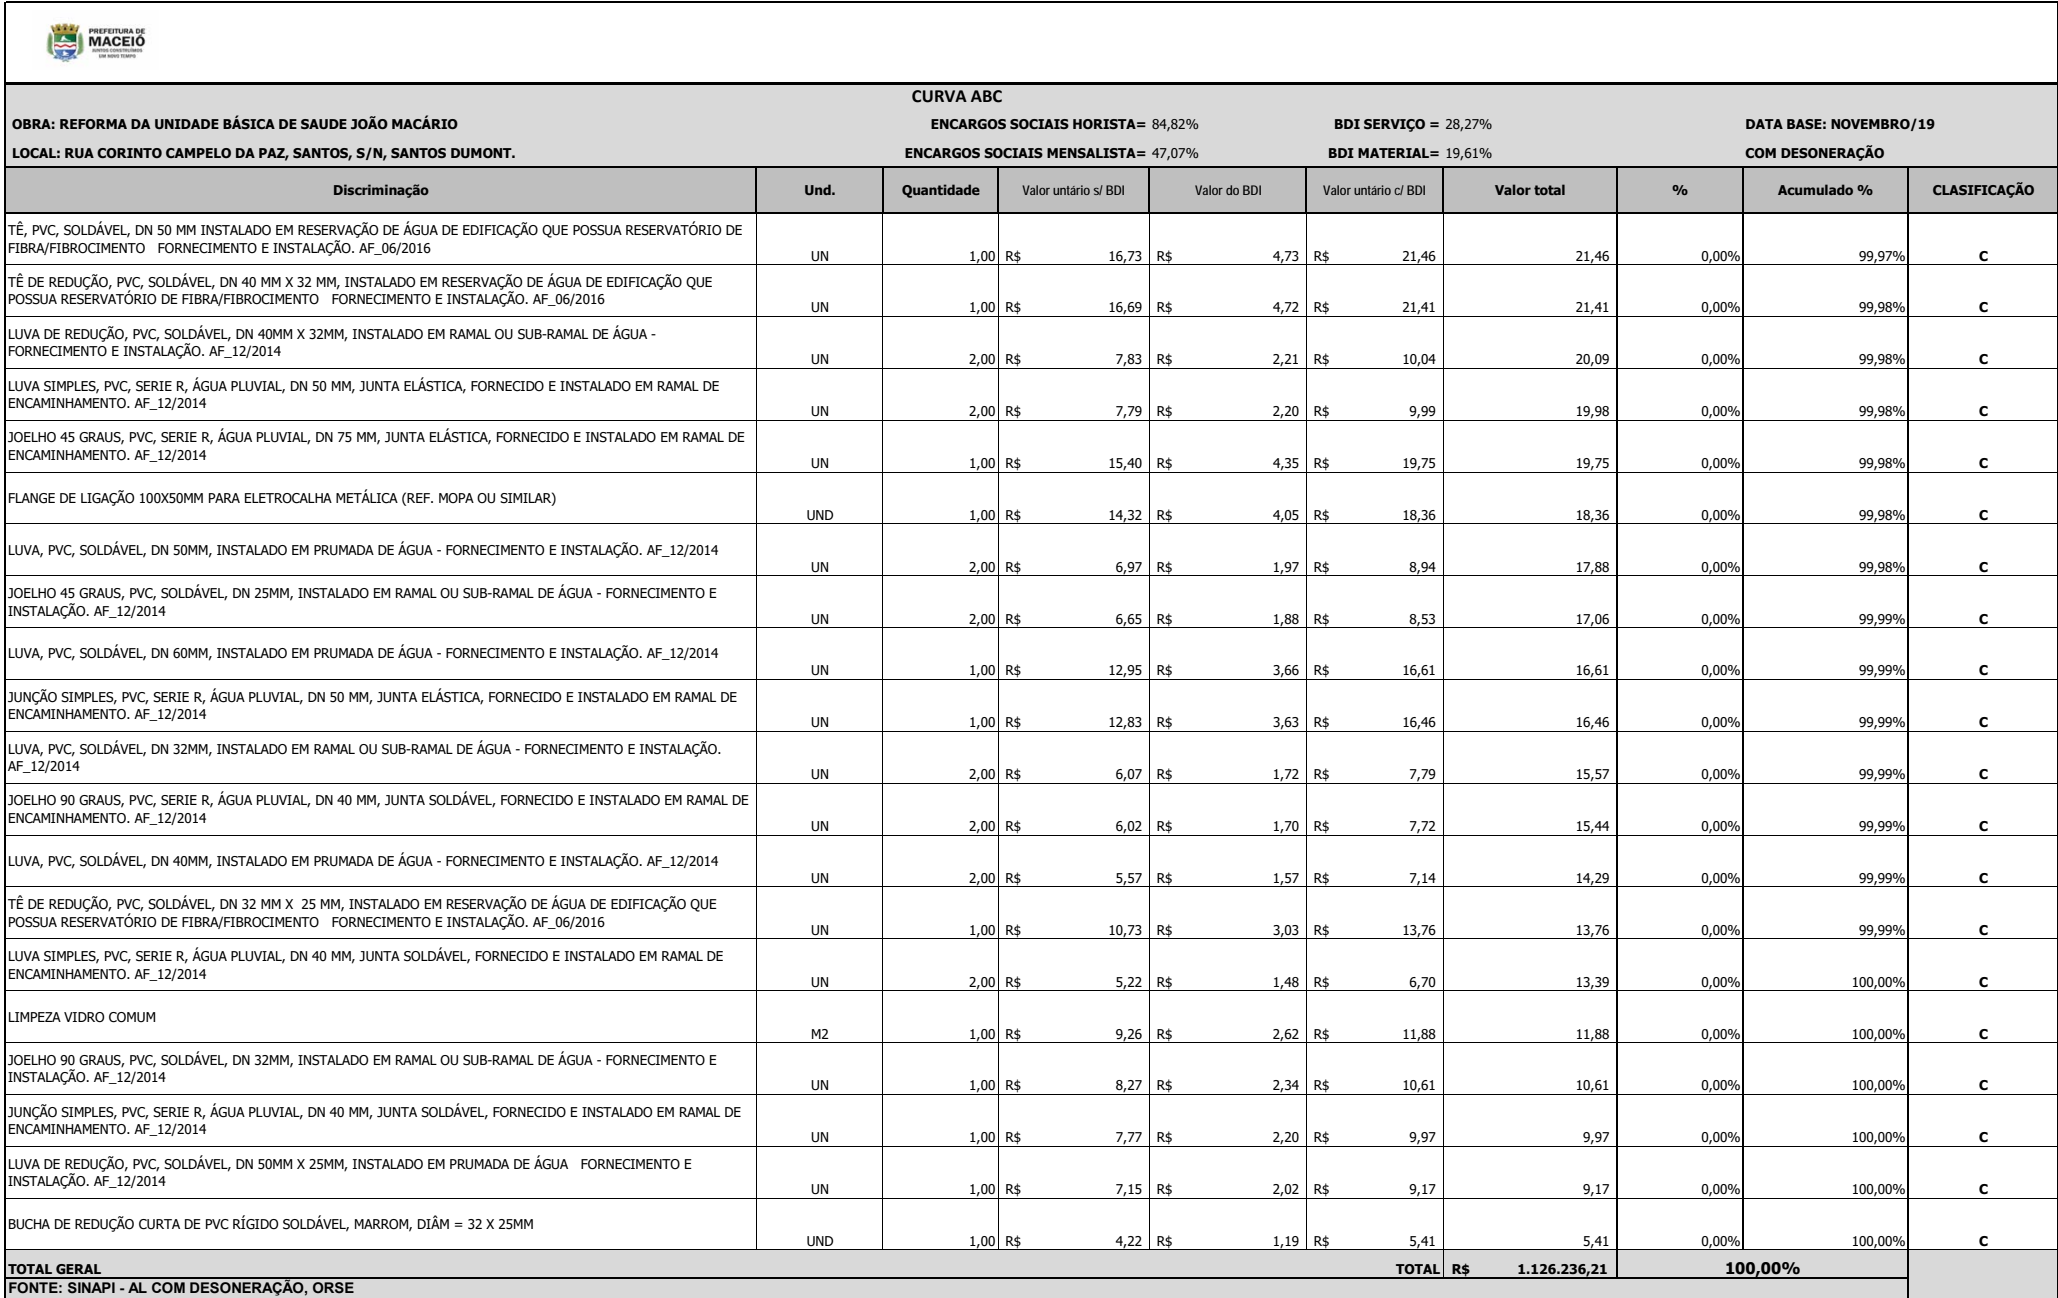 PREFEITURA DE
MACEIÓ
JUNTOS CONSTRUÍMOS
UM NOVO TEMPO
CURVA ABC
OBRA: REFORMA DA UNIDADE BÁSICA DE SAUDE JOÃO MACÁRIO ENCARGOS SOCIAIS HORISTA= 84,82% BDI SERVIÇO = 28,27% DATA BASE: NOVEMBRO/19
LOCAL: RUA CORINTO CAMPELO DA PAZ, SANTOS, S/N, SANTOS DUMONT. ENCARGOS SOCIAIS MENSALISTA= 47,07% BDI MATERIAL= 19,61% COM DESONERAÇÃO
Discriminação Und. Quantidade Valor untário s/ BDI Valor do BDI Valor untário c/ BDI Valor total % Acumulado % CLASIFICAÇÃO
TÊ, PVC, SOLDÁVEL, DN 50 MM INSTALADO EM RESERVAÇÃO DE ÁGUA DE EDIFICAÇÃO QUE POSSUA RESERVATÓRIO DE
FIBRA/FIBROCIMENTO FORNECIMENTO E INSTALAÇÃO. AF_06/2016
UN 1,00 R$ 16,73 R$ 4,73 R$ 21,46 21,46 0,00% 99,97% C
TÊ DE REDUÇÃO, PVC, SOLDÁVEL, DN 40 MM X 32 MM, INSTALADO EM RESERVAÇÃO DE ÁGUA DE EDIFICAÇÃO QUE
POSSUA RESERVATÓRIO DE FIBRA/FIBROCIMENTO FORNECIMENTO E INSTALAÇÃO. AF_06/2016
UN 1,00 R$ 16,69 R$ 4,72 R$ 21,41 21,41 0,00% 99,98% C
LUVA DE REDUÇÃO, PVC, SOLDÁVEL, DN 40MM X 32MM, INSTALADO EM RAMAL OU SUB-RAMAL DE ÁGUA -
FORNECIMENTO E INSTALAÇÃO. AF_12/2014
UN 2,00 R$ 7,83 R$ 2,21 R$ 10,04 20,09 0,00% 99,98% C
LUVA SIMPLES, PVC, SERIE R, ÁGUA PLUVIAL, DN 50 MM, JUNTA ELÁSTICA, FORNECIDO E INSTALADO EM RAMAL DE
ENCAMINHAMENTO. AF_12/2014
UN 2,00 R$ 7,79 R$ 2,20 R$ 9,99 19,98 0,00% 99,98% C
JOELHO 45 GRAUS, PVC, SERIE R, ÁGUA PLUVIAL, DN 75 MM, JUNTA ELÁSTICA, FORNECIDO E INSTALADO EM RAMAL DE
ENCAMINHAMENTO. AF_12/2014
UN 1,00 R$ 15,40 R$ 4,35 R$ 19,75 19,75 0,00% 99,98% C
FLANGE DE LIGAÇÃO 100X50MM PARA ELETROCALHA METÁLICA (REF. MOPA OU SIMILAR)
UND 1,00 R$ 14,32 R$ 4,05 R$ 18,36 18,36 0,00% 99,98% C
LUVA, PVC, SOLDÁVEL, DN 50MM, INSTALADO EM PRUMADA DE ÁGUA - FORNECIMENTO E INSTALAÇÃO. AF_12/2014
UN 2,00 R$ 6,97 R$ 1,97 R$ 8,94 17,88 0,00% 99,98% C
JOELHO 45 GRAUS, PVC, SOLDÁVEL, DN 25MM, INSTALADO EM RAMAL OU SUB-RAMAL DE ÁGUA - FORNECIMENTO E
INSTALAÇÃO. AF_12/2014
UN 2,00 R$ 6,65 R$ 1,88 R$ 8,53 17,06 0,00% 99,99% C
LUVA, PVC, SOLDÁVEL, DN 60MM, INSTALADO EM PRUMADA DE ÁGUA - FORNECIMENTO E INSTALAÇÃO. AF_12/2014
UN 1,00 R$ 12,95 R$ 3,66 R$ 16,61 16,61 0,00% 99,99% C
JUNÇÃO SIMPLES, PVC, SERIE R, ÁGUA PLUVIAL, DN 50 MM, JUNTA ELÁSTICA, FORNECIDO E INSTALADO EM RAMAL DE
ENCAMINHAMENTO. AF_12/2014
UN 1,00 R$ 12,83 R$ 3,63 R$ 16,46 16,46 0,00% 99,99% C
LUVA, PVC, SOLDÁVEL, DN 32MM, INSTALADO EM RAMAL OU SUB-RAMAL DE ÁGUA - FORNECIMENTO E INSTALAÇÃO.
AF_12/2014
UN 2,00 R$ 6,07 R$ 1,72 R$ 7,79 15,57 0,00% 99,99% C
JOELHO 90 GRAUS, PVC, SERIE R, ÁGUA PLUVIAL, DN 40 MM, JUNTA SOLDÁVEL, FORNECIDO E INSTALADO EM RAMAL DE
ENCAMINHAMENTO. AF_12/2014
UN 2,00 R$ 6,02 R$ 1,70 R$ 7,72 15,44 0,00% 99,99% C
LUVA, PVC, SOLDÁVEL, DN 40MM, INSTALADO EM PRUMADA DE ÁGUA - FORNECIMENTO E INSTALAÇÃO. AF_12/2014
UN 2,00 R$ 5,57 R$ 1,57 R$ 7,14 14,29 0,00% 99,99% C
TÊ DE REDUÇÃO, PVC, SOLDÁVEL, DN 32 MM X 25 MM, INSTALADO EM RESERVAÇÃO DE ÁGUA DE EDIFICAÇÃO QUE
POSSUA RESERVATÓRIO DE FIBRA/FIBROCIMENTO FORNECIMENTO E INSTALAÇÃO. AF_06/2016
UN 1,00 R$ 10,73 R$ 3,03 R$ 13,76 13,76 0,00% 99,99% C
LUVA SIMPLES, PVC, SERIE R, ÁGUA PLUVIAL, DN 40 MM, JUNTA SOLDÁVEL, FORNECIDO E INSTALADO EM RAMAL DE
ENCAMINHAMENTO. AF_12/2014
UN 2,00 R$ 5,22 R$ 1,48 R$ 6,70 13,39 0,00% 100,00% C
LIMPEZA VIDRO COMUM
M2 1,00 R$ 9,26 R$ 2,62 R$ 11,88 11,88 0,00% 100,00% C
JOELHO 90 GRAUS, PVC, SOLDÁVEL, DN 32MM, INSTALADO EM RAMAL OU SUB-RAMAL DE ÁGUA - FORNECIMENTO E
INSTALAÇÃO. AF_12/2014
UN 1,00 R$ 8,27 R$ 2,34 R$ 10,61 10,61 0,00% 100,00% C
JUNÇÃO SIMPLES, PVC, SERIE R, ÁGUA PLUVIAL, DN 40 MM, JUNTA SOLDÁVEL, FORNECIDO E INSTALADO EM RAMAL DE
ENCAMINHAMENTO. AF_12/2014
UN 1,00 R$ 7,77 R$ 2,20 R$ 9,97 9,97 0,00% 100,00% C
LUVA DE REDUÇÃO, PVC, SOLDÁVEL, DN 50MM X 25MM, INSTALADO EM PRUMADA DE ÁGUA FORNECIMENTO E
INSTALAÇÃO. AF_12/2014
UN 1,00 R$ 7,15 R$ 2,02 R$ 9,17 9,17 0,00% 100,00% C
BUCHA DE REDUÇÃO CURTA DE PVC RÍGIDO SOLDÁVEL, MARROM, DIÂM = 32 X 25MM
UND 1,00 R$ 4,22 R$ 1,19 R$ 5,41 5,41 0,00% 100,00% C
TOTAL GERAL TOTAL R$ 1.126.236,21 100,00%
FONTE: SINAPI - AL COM DESONERAÇÃO, ORSE